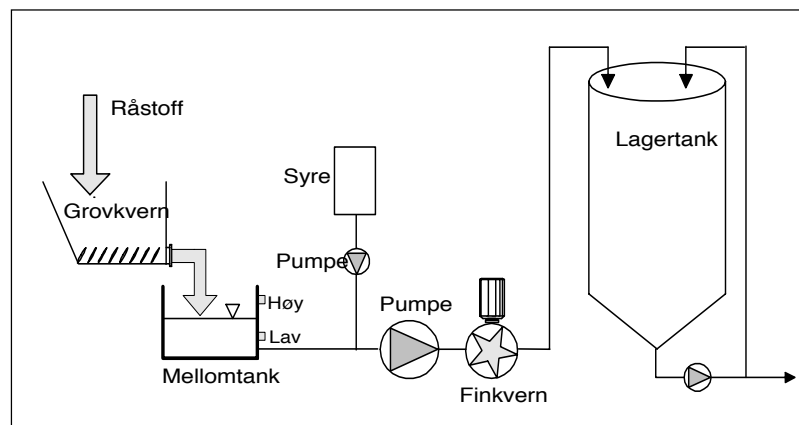 Råstoff
Grovkvern
Syre
Pumpe
Høy
Lav
Mellomtank
Pumpe
Finkvern
Lagertank